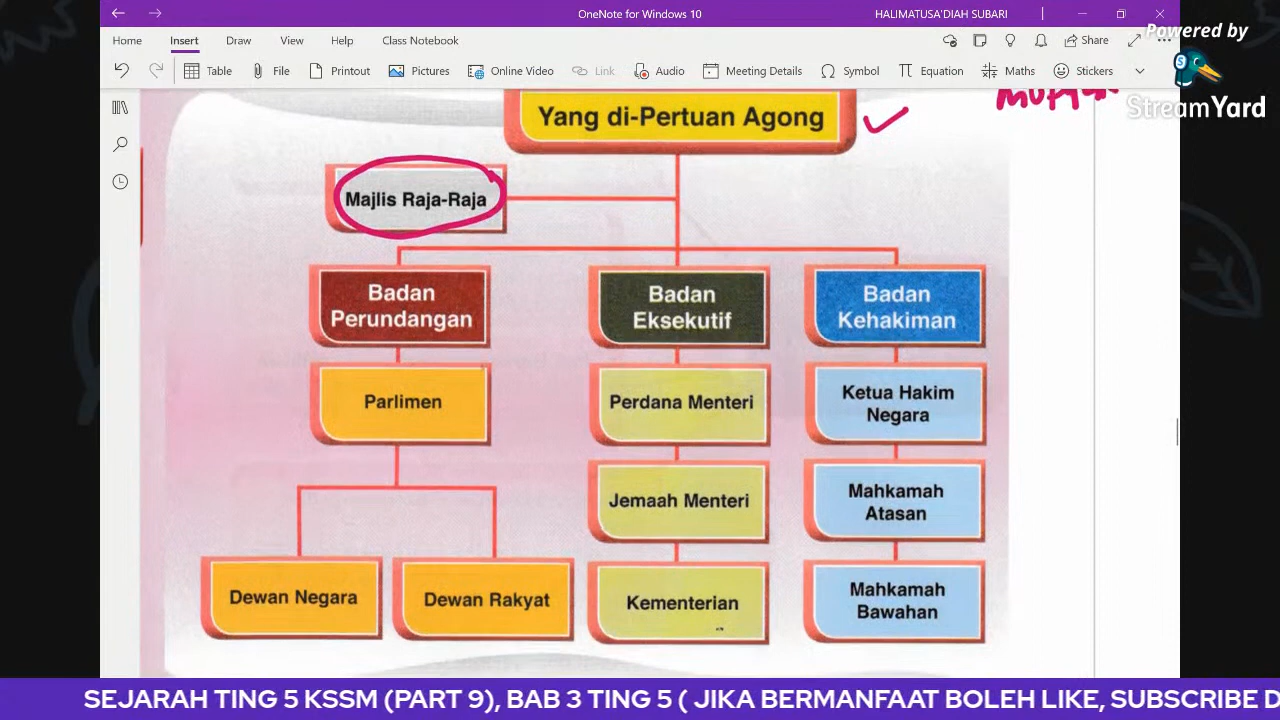 OneNote for Windows 10
HALIMATUSA'DIAH SUBARI
Powered by
StreamYard
Home
Insert
Draw
View
Help
Class Notebook
Share
Table
File
Printout
Pictures
Online Video
Link
Audio
Meeting Details
Symbol
Equation
Maths
Stickers
Yang di-Pertuan Agong
Majlis Raja-Raja
Badan
Perundangan
Badan
Eksekutif
Badan
Kehakiman
Parlimen
Perdana Menteri
Ketua Hakim
Negara
Jemaah Menteri
Mahkamah
Atasan
Dewan Negara
Dewan Rakyat
Kementerian
Mahkamah
Bawahan
SEJARAH TING 5 KSSM (PART 9), BAB 3 TING 5 ( JIKA BERMANFAAT BOLEH LIKE, SUBSCRIBE D